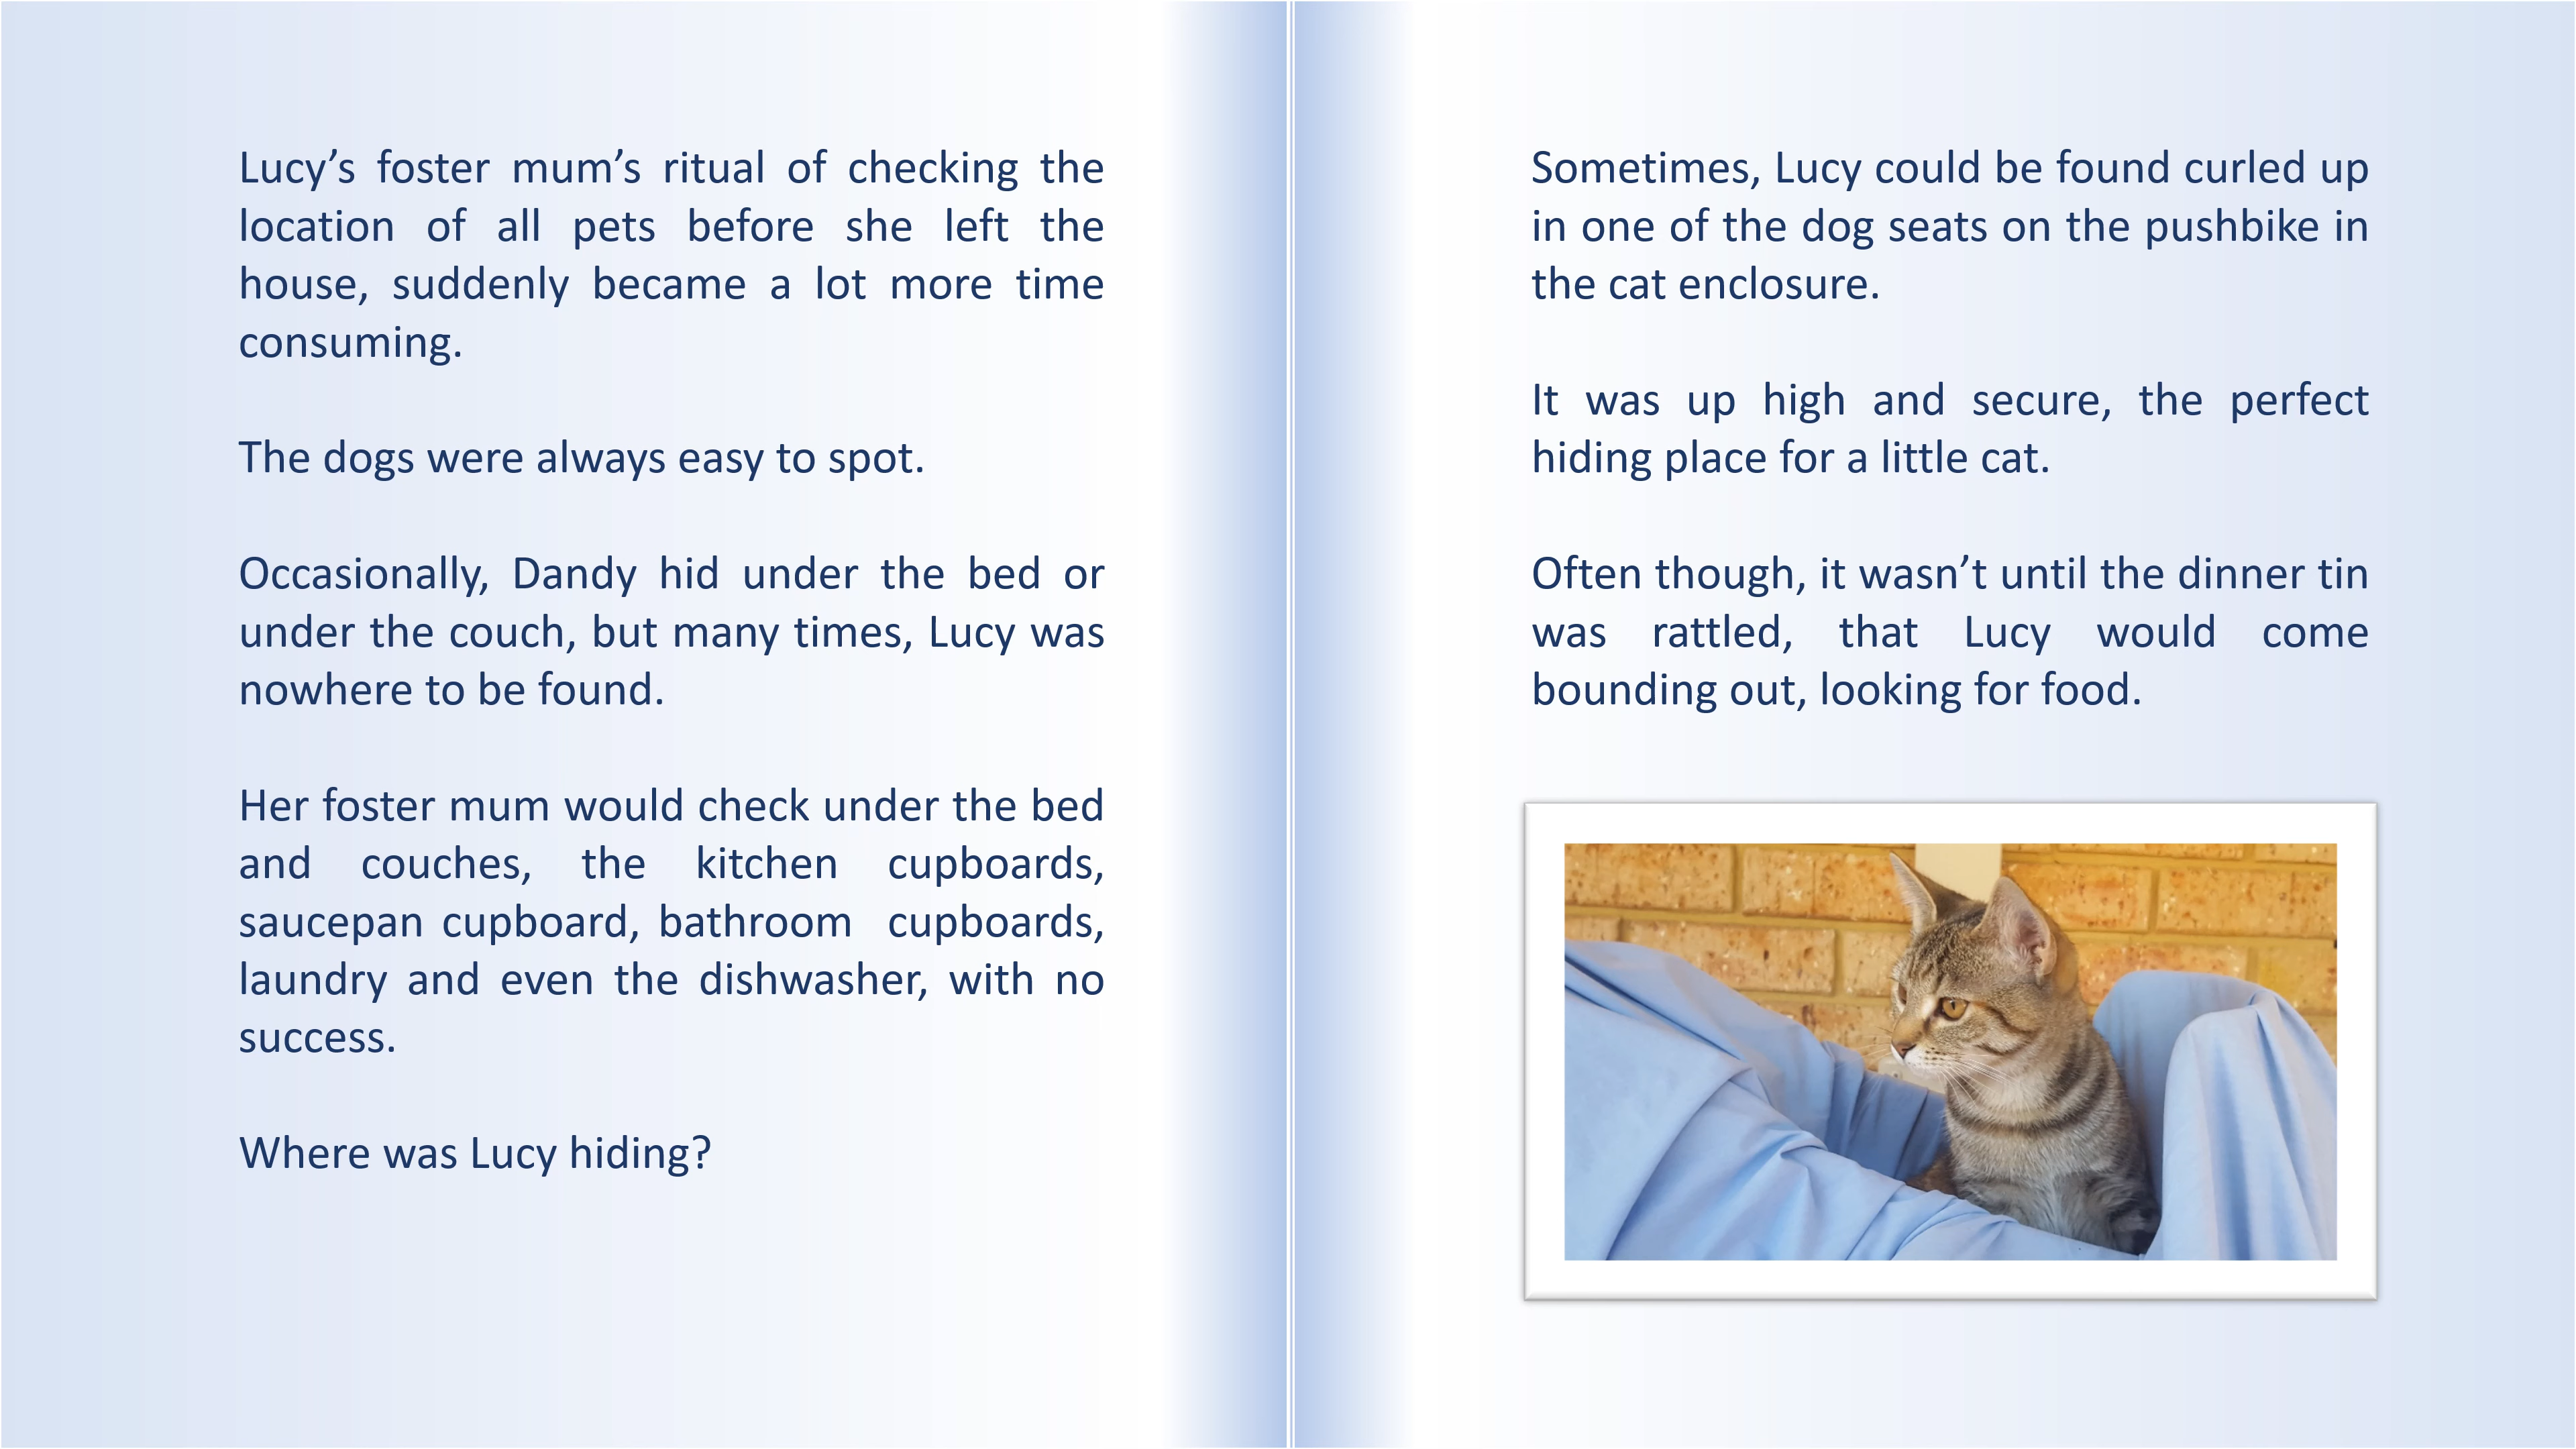 Lucy’s foster mum’s ritual of checking the
location of all pets before she left the
house, suddenly became a lot more time
consuming.
The dogs were always easy to spot.
Occasionally, Dandy hid under the bed or
under the couch, but many times, Lucy was
nowhere to be found.
Her foster mum would check under the bed
and couches, the kitchen cupboards,
saucepan cupboard, bathroom cupboards,
laundry and even the dishwasher, with no
success.
Where was Lucy hiding?
Sometimes, Lucy could be found curled up
in one of the dog seats on the pushbike in
the cat enclosure.
It was up high and secure, the perfect
hiding place for a little cat.
Often though, it wasn’t until the dinner tin
was rattled, that Lucy would come
bounding out, looking for food.